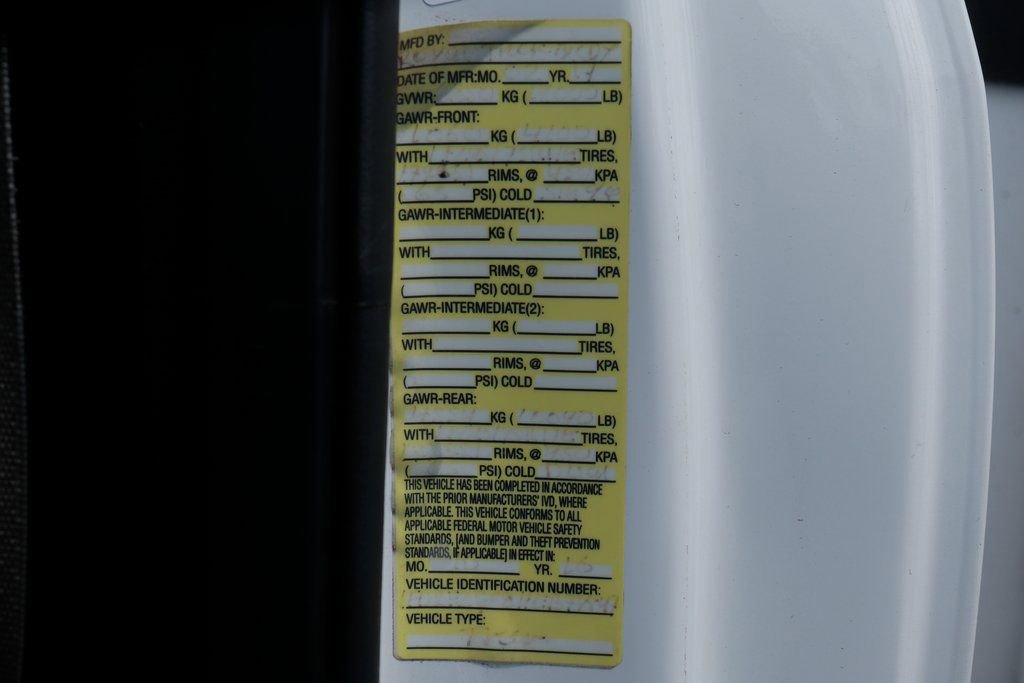 MFD BY:
DATE OF MFR:MO. YR.
GVWR: KG ( LB)
GAWR-FRONT:
KG ( LB)
WITH TIRES,
RIMS, @ KPA
( PSI) COLD
GAWR-INTERMEDIATE(1):
KG ( LB)
WITH TIRES,
RIMS, @ KPA
( PSI) COLD
GAWR-INTERMEDIATE(2):
KG ( LB)
WITH TIRES,
RIMS, @ KPA
( PSI) COLD
GAWR-REAR:
KG ( LB)
WITH TIRES,
RIMS, @ KPA
( PSI) COLD
THIS VEHICLE HAS BEEN COMPLETED IN ACCORDANCE
WITH THE PRIOR MANUFACTURERS' IVD, WHERE
APPLICABLE. THIS VEHICLE CONFORMS TO ALL
APPLICABLE FEDERAL MOTOR VEHICLE SAFETY
STANDARDS, [AND BUMPER AND THEFT PREVENTION
STANDARDS, IF APPLICABLE] IN EFFECT IN:
MO. YR.
VEHICLE IDENTIFICATION NUMBER:
VEHICLE TYPE: